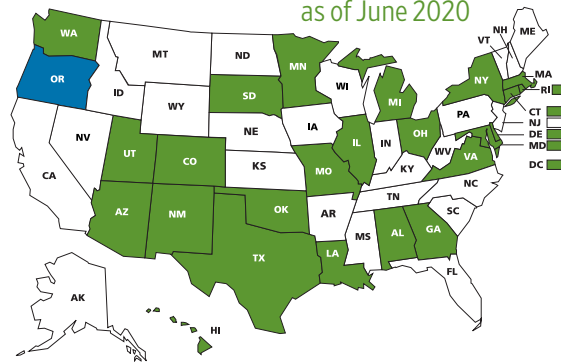 as of June 2020
WA
MT
ND
MN
VT
NH
ME
OR
ID
WY
SD
WI
MI
NY
MA
RI
CT
NJ
DE
MD
DC
NV
UT
CO
NE
IA
IL
IN
OH
PA
WV
VA
CA
KS
MO
KY
NC
AZ
NM
OK
AR
TN
SC
TX
LA
MS
AL
GA
FL
AK
HI